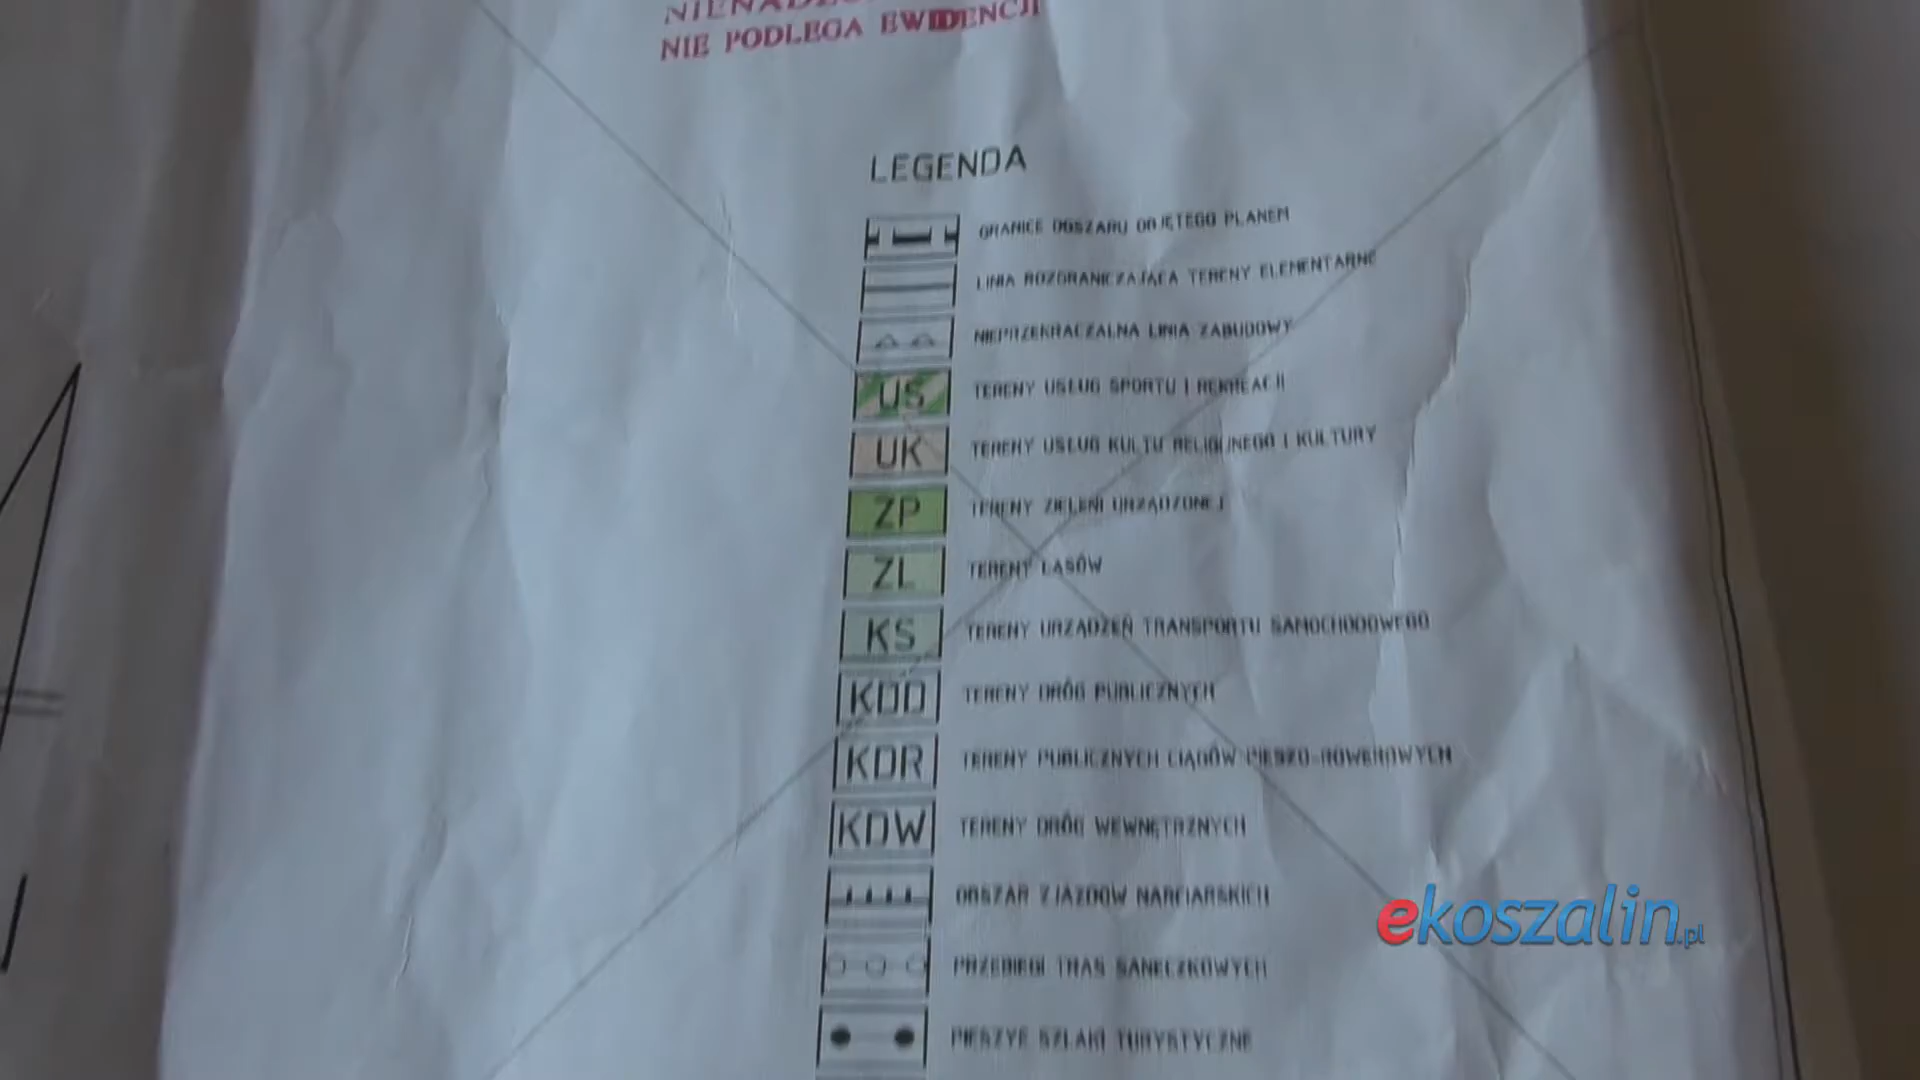 NIE PODLEGA EWIDENCJI
LEGENDA
GRANICE OBSZARU OBJĘTEGO PLANEM
LINIA ROZGRANICZAJĄCA TERENY ELEMENTARNE
NIEPRZEKRACZALNA LINIA ZABUDOWY
US TERENY USŁUG SPORTU I REKREACJI
UK TERENY USŁUG KULTU RELIGIJNEGO I KULTURY
ZP TERENY ZIELENI URZĄDZONEJ
ZL TERENY LASÓW
KS TERENY URZĄDZEŃ TRANSPORTU SAMOCHODOWEGO
KDD TERENY DRÓG PUBLICZNYCH
KDR TERENY PUBLICZNYCH CIĄGÓW PIESZO-ROWEROWYCH
KDW TERENY DRÓG WEWNĘTRZNYCH
OBSZAR ZJAZDÓW NARCIARSKICH
PRZEBIEGI TRAS SANECZKOWYCH
PIESZE SZLAKI TURYSTYCZNE
ekoszalin.pl